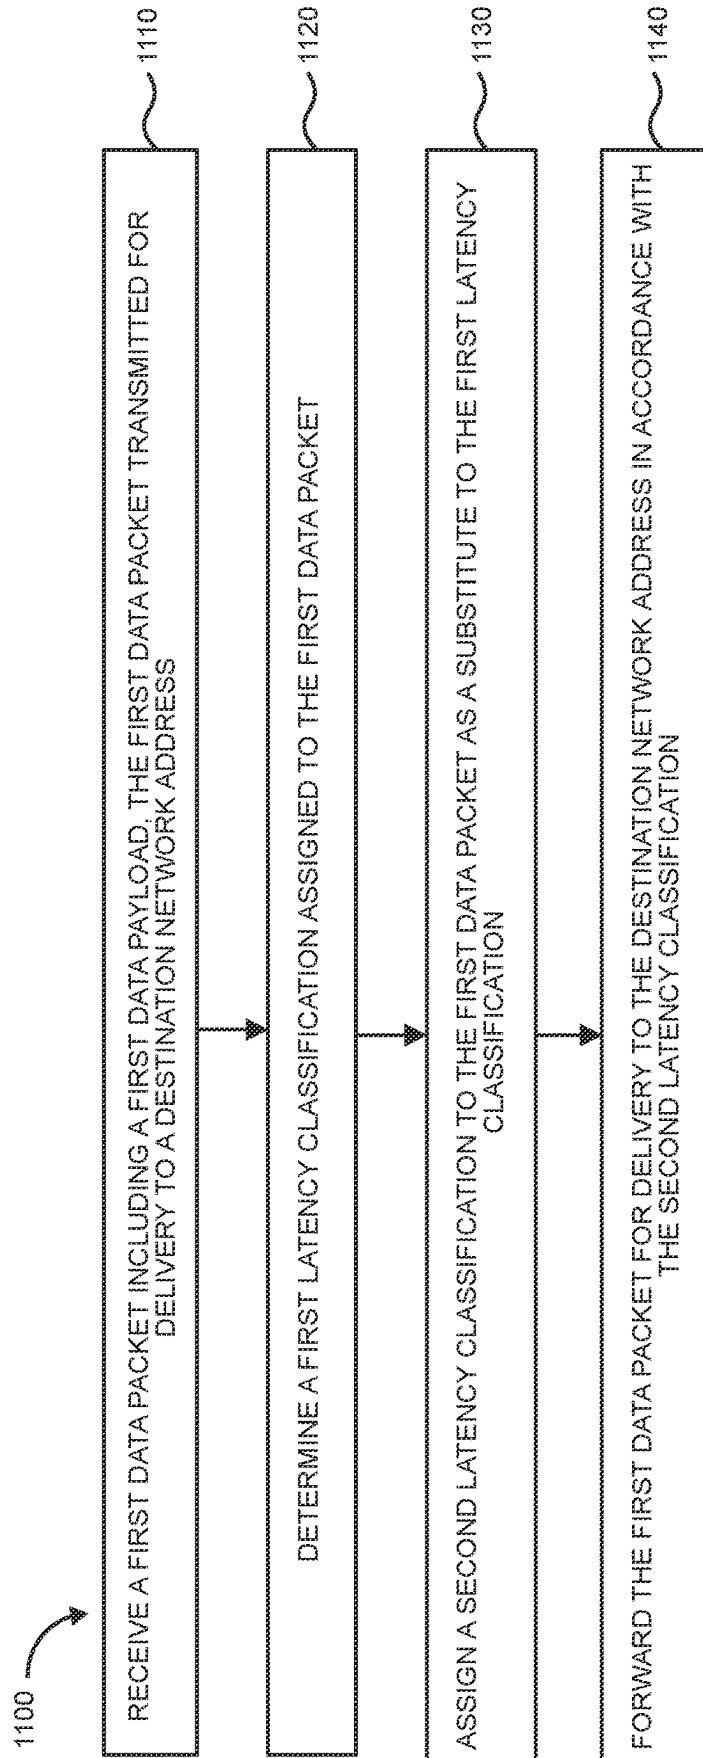 1100
RECEIVE A FIRST DATA PACKET INCLUDING A FIRST DATA PAYLOAD, THE FIRST DATA PACKET TRANSMITTED FOR
DELIVERY TO A DESTINATION NETWORK ADDRESS
1110
DETERMINE A FIRST LATENCY CLASSIFICATION ASSIGNED TO THE FIRST DATA PACKET
1120
ASSIGN A SECOND LATENCY CLASSIFICATION TO THE FIRST DATA PACKET AS A SUBSTITUTE TO THE FIRST LATENCY
CLASSIFICATION
1130
FORWARD THE FIRST DATA PACKET FOR DELIVERY TO THE DESTINATION NETWORK ADDRESS IN ACCORDANCE WITH
THE SECOND LATENCY CLASSIFICATION
1140